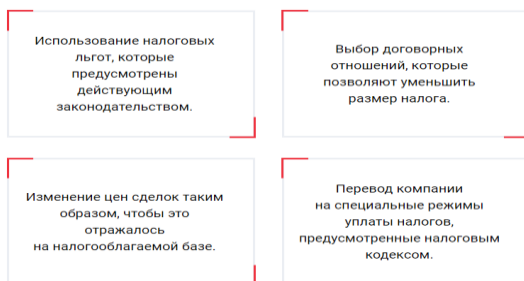 Использование налоговых
льгот, которые
предусмотрены
действующим
законодательством.
Выбор договорных
отношений, которые
позволяют уменьшить
размер налога.
Изменение цен сделок таким
образом, чтобы это
отражалось
на налогооблагаемой базе.
Перевод компании
на специальные режимы
уплаты налогов,
предусмотренные налоговым
кодексом.